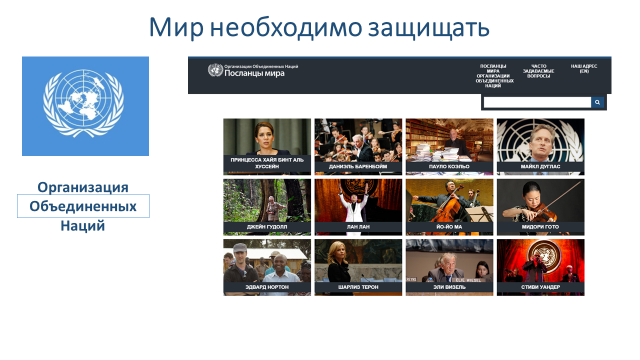 Мир необходимо защищать
Организация
Объединенных
Наций
Организация Объединенных Наций
Посланцы мира
ПОСЛАНЦЫ
МИРА
ОРГАНИЗАЦИИ
ОБЪЕДИНЕННЫХ
НАЦИЙ
ЧАСТО
ЗАДАВАЕМЫЕ
ВОПРОСЫ
НАШ АДРЕС
(EN)
ПРИНЦЕССА ХАЙЯ БИНТ АЛЬ
ХУССЕЙН
ДАНИЭЛЬ БАРЕНБОЙМ
ПАУЛО КОЭЛЬО
МАЙКЛ ДУГЛАС
ДЖЕЙН ГУДОЛЛ
ЛАН ЛАН
ЙО-ЙО МА
МИДОРИ ГОТО
ЭДВАРД НОРТОН
ШАРЛИЗ ТЕРОН
ЭЛИ ВИЗЕЛЬ
СТИВИ УАНДЕР